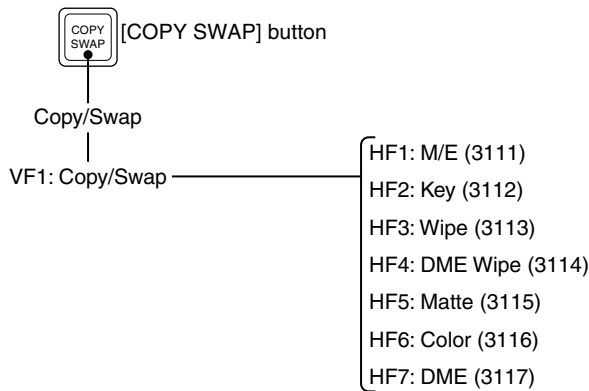 COPY
SWAP
[COPY SWAP] button
Copy/Swap
VF1: Copy/Swap
HF1: M/E (3111)
HF2: Key (3112)
HF3: Wipe (3113)
HF4: DME Wipe (3114)
HF5: Matte (3115)
HF6: Color (3116)
HF7: DME (3117)